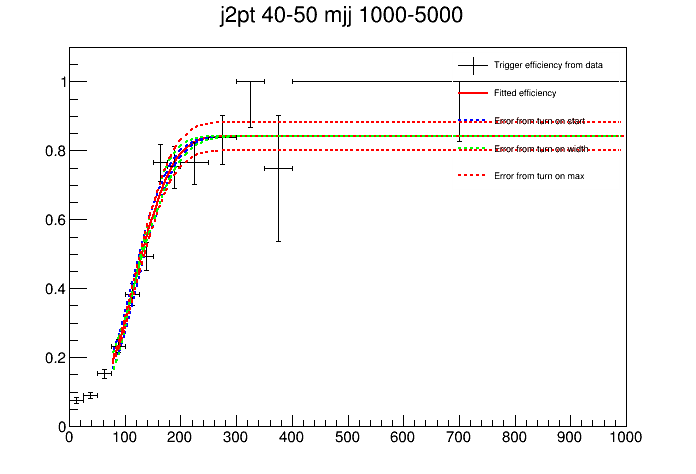 j2pt 40-50 mjj 1000-5000
1
0.8
0.6
0.4
0.2
0
Trigger efficiency from data
Fitted efficiency
Error from turn on start
Error from turn on width
Error from turn on max
0 100 200 300 400 500 600 700 800 900 1000